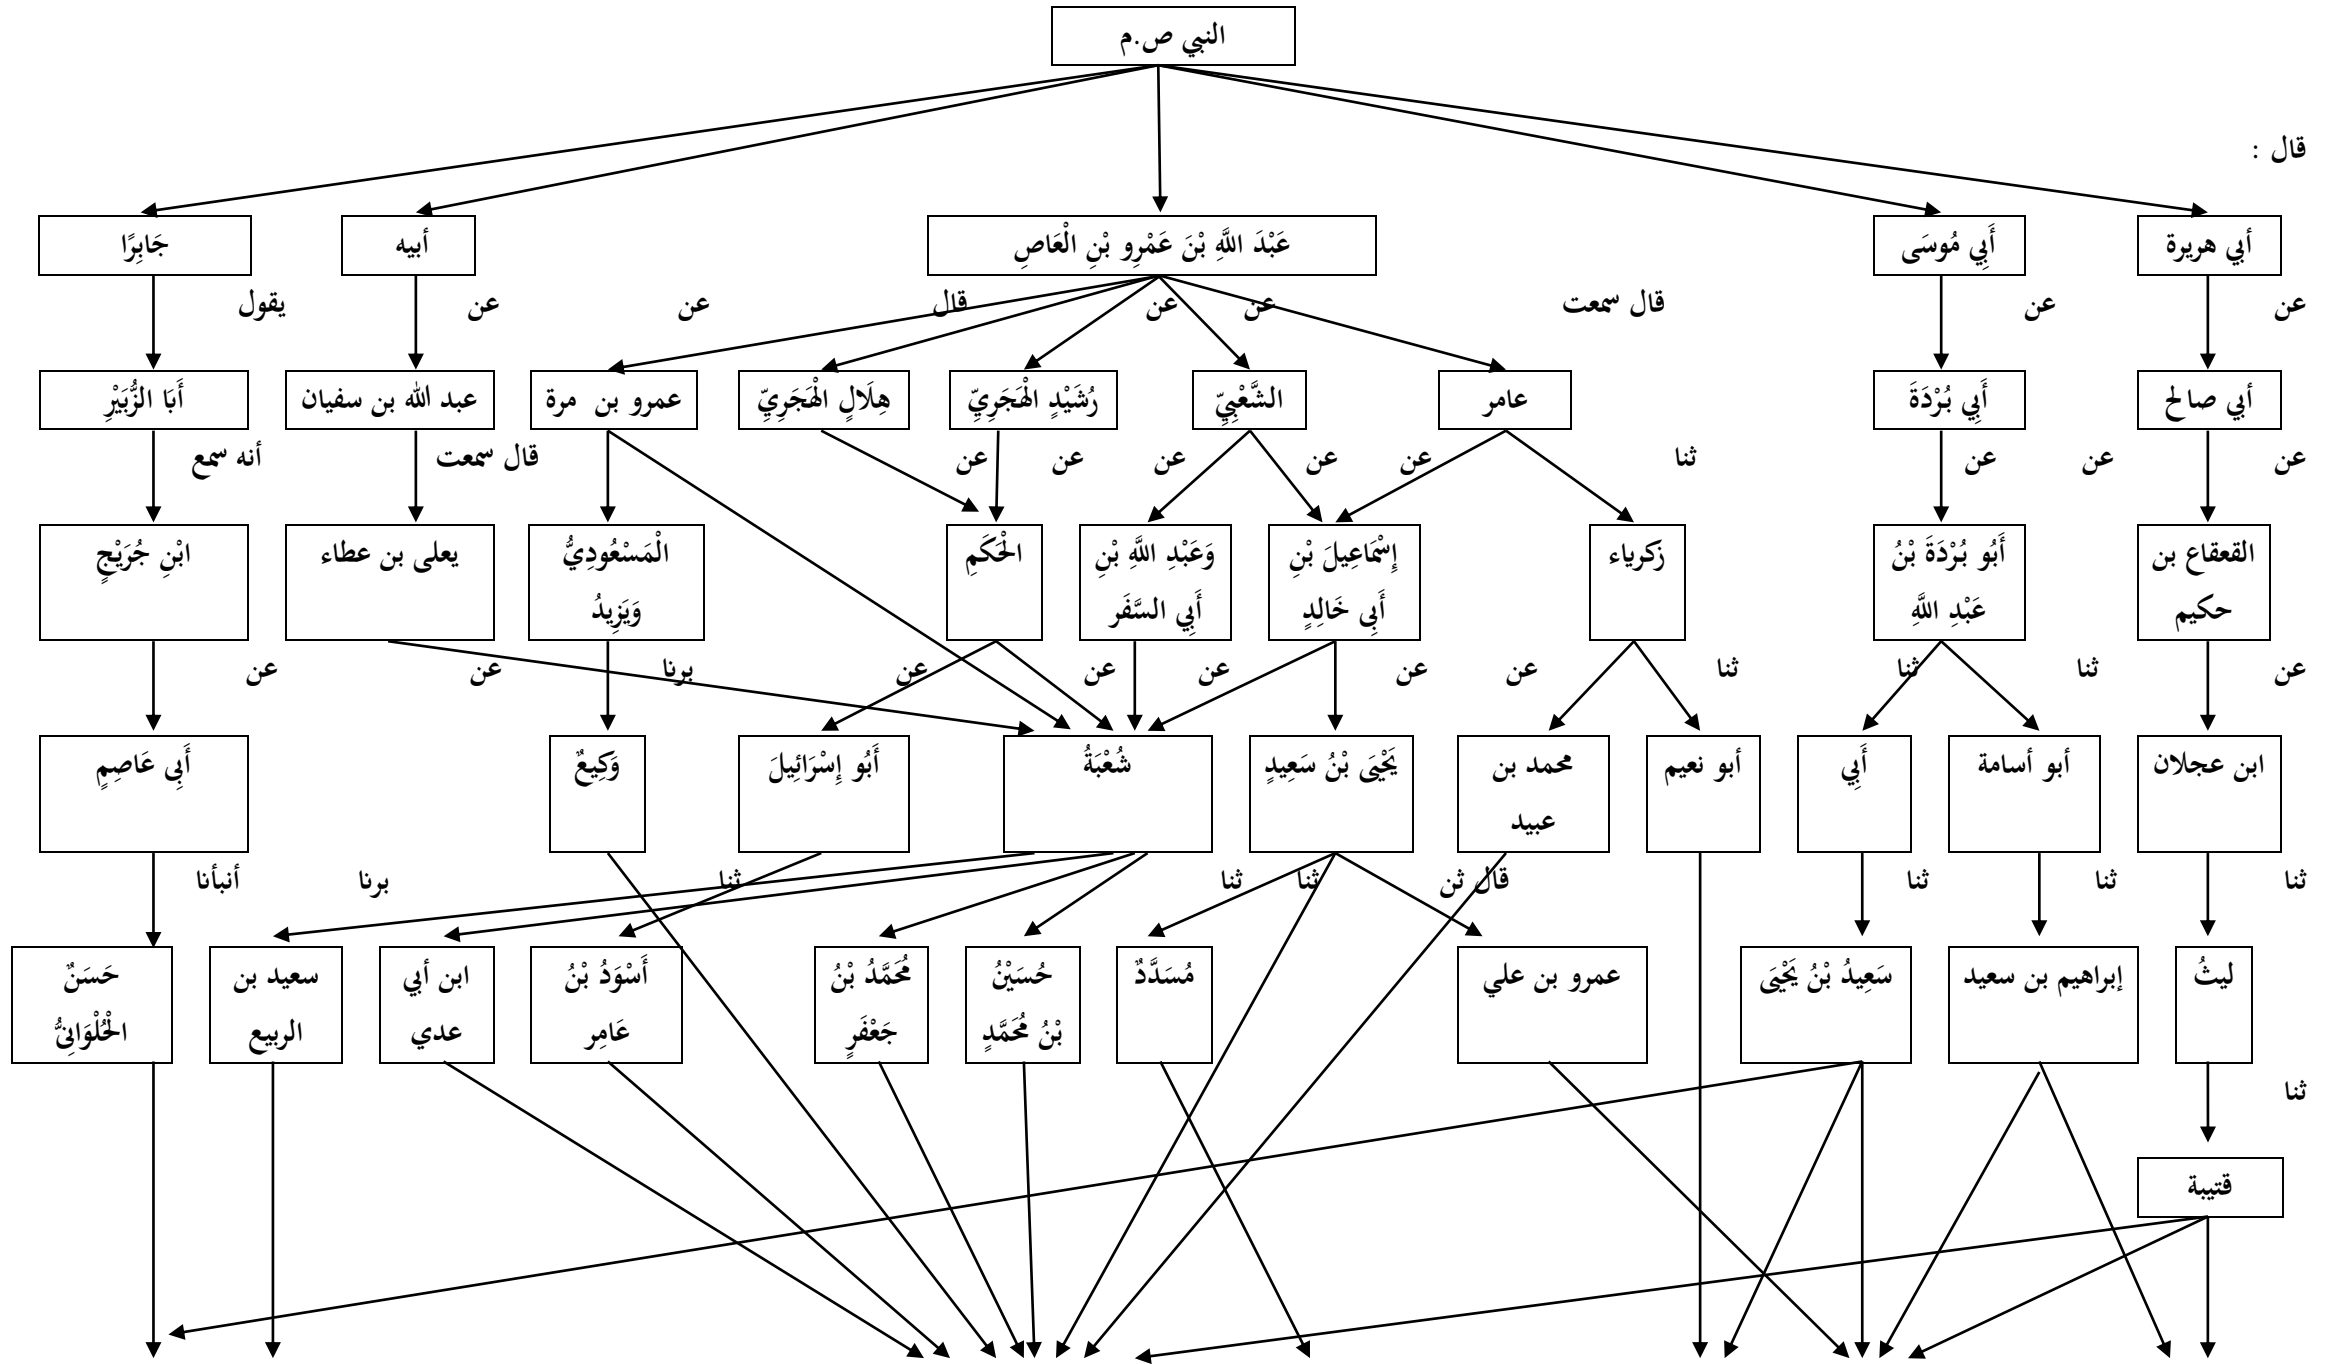 النبي ص.م
قال :
أبي هريرة
أَبِي مُوسَى
عَبْدَ اللَّهِ بْنَ عَمْرِو بْنِ الْعَاصِ
أبيه
جَابِرًا
عن
عن
قال سمعت
عن
عن
قال
عن
عن
يقول
أبي صالح
أَبِي بُرْدَةَ
عامر
الشَّعْبِيِّ
رُشَيْدٍ الْهَجَرِيِّ
هِلَالٍ الْهَجَرِيِّ
عمرو بن مرة
عبد الله بن سفيان
أَبَا الزُّبَيْرِ
عن
عن
عن
ثنا
عن
عن
عن
عن
عن
قال سمعت
أنه سمع
القعقاع بن
حكيم
أَبُو بُرْدَةَ بْنُ
عَبْدِ اللَّهِ
زكرياء
إِسْمَاعِيلَ بْنِ
أَبِى خَالِدٍ
وَعَبْدِ اللَّهِ بْنِ
أَبِي السَّفَر
الْحَكَمِ
الْمَسْعُودِيُّ
وَيَزِيدُ
يعلى بن عطاء
ابْنِ جُرَيْجٍ
عن
ثنا
ثنا
ثنا
عن
عن
عن
عن
عن
برنا
عن
عن
ابن عجلان
أبو أسامة
أَبِي
أبو نعيم
محمد بن
عبيد
يَحْيَى بْنُ سَعِيدٍ
شُعْبَةُ
أَبُو إِسْرَائِيلَ
وَكِيعٌ
أَبِى عَاصِمٍ
ثنا
ثنا
ثنا
قال ثن
ثنا
ثنا
ثنا
برنا
أنبأنا
ليثُ
إبراهيم بن سعيد
سَعِيدُ بْنُ يَحْيَى
عمرو بن علي
مُسَدَّدٌ
حُسَيْنُ
بْنُ مُحَمَّدٍ
مُحَمَّدُ بْنُ
جَعْفَرٍ
أَسْوَدُ بْنُ
عَامِر
ابن أبي
عدي
سعيد بن
الربيع
حَسَنٌ
الْحُلْوَانِىُّ
ثنا
قتيبة